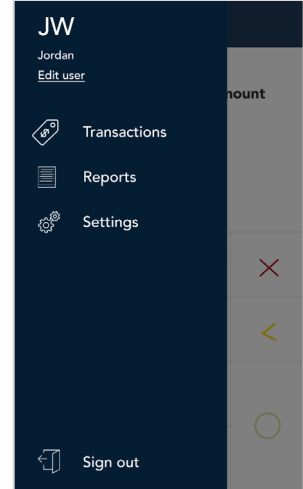 JW
Jordan
Edit user
nount
Transactions
Reports
Settings
Sign out